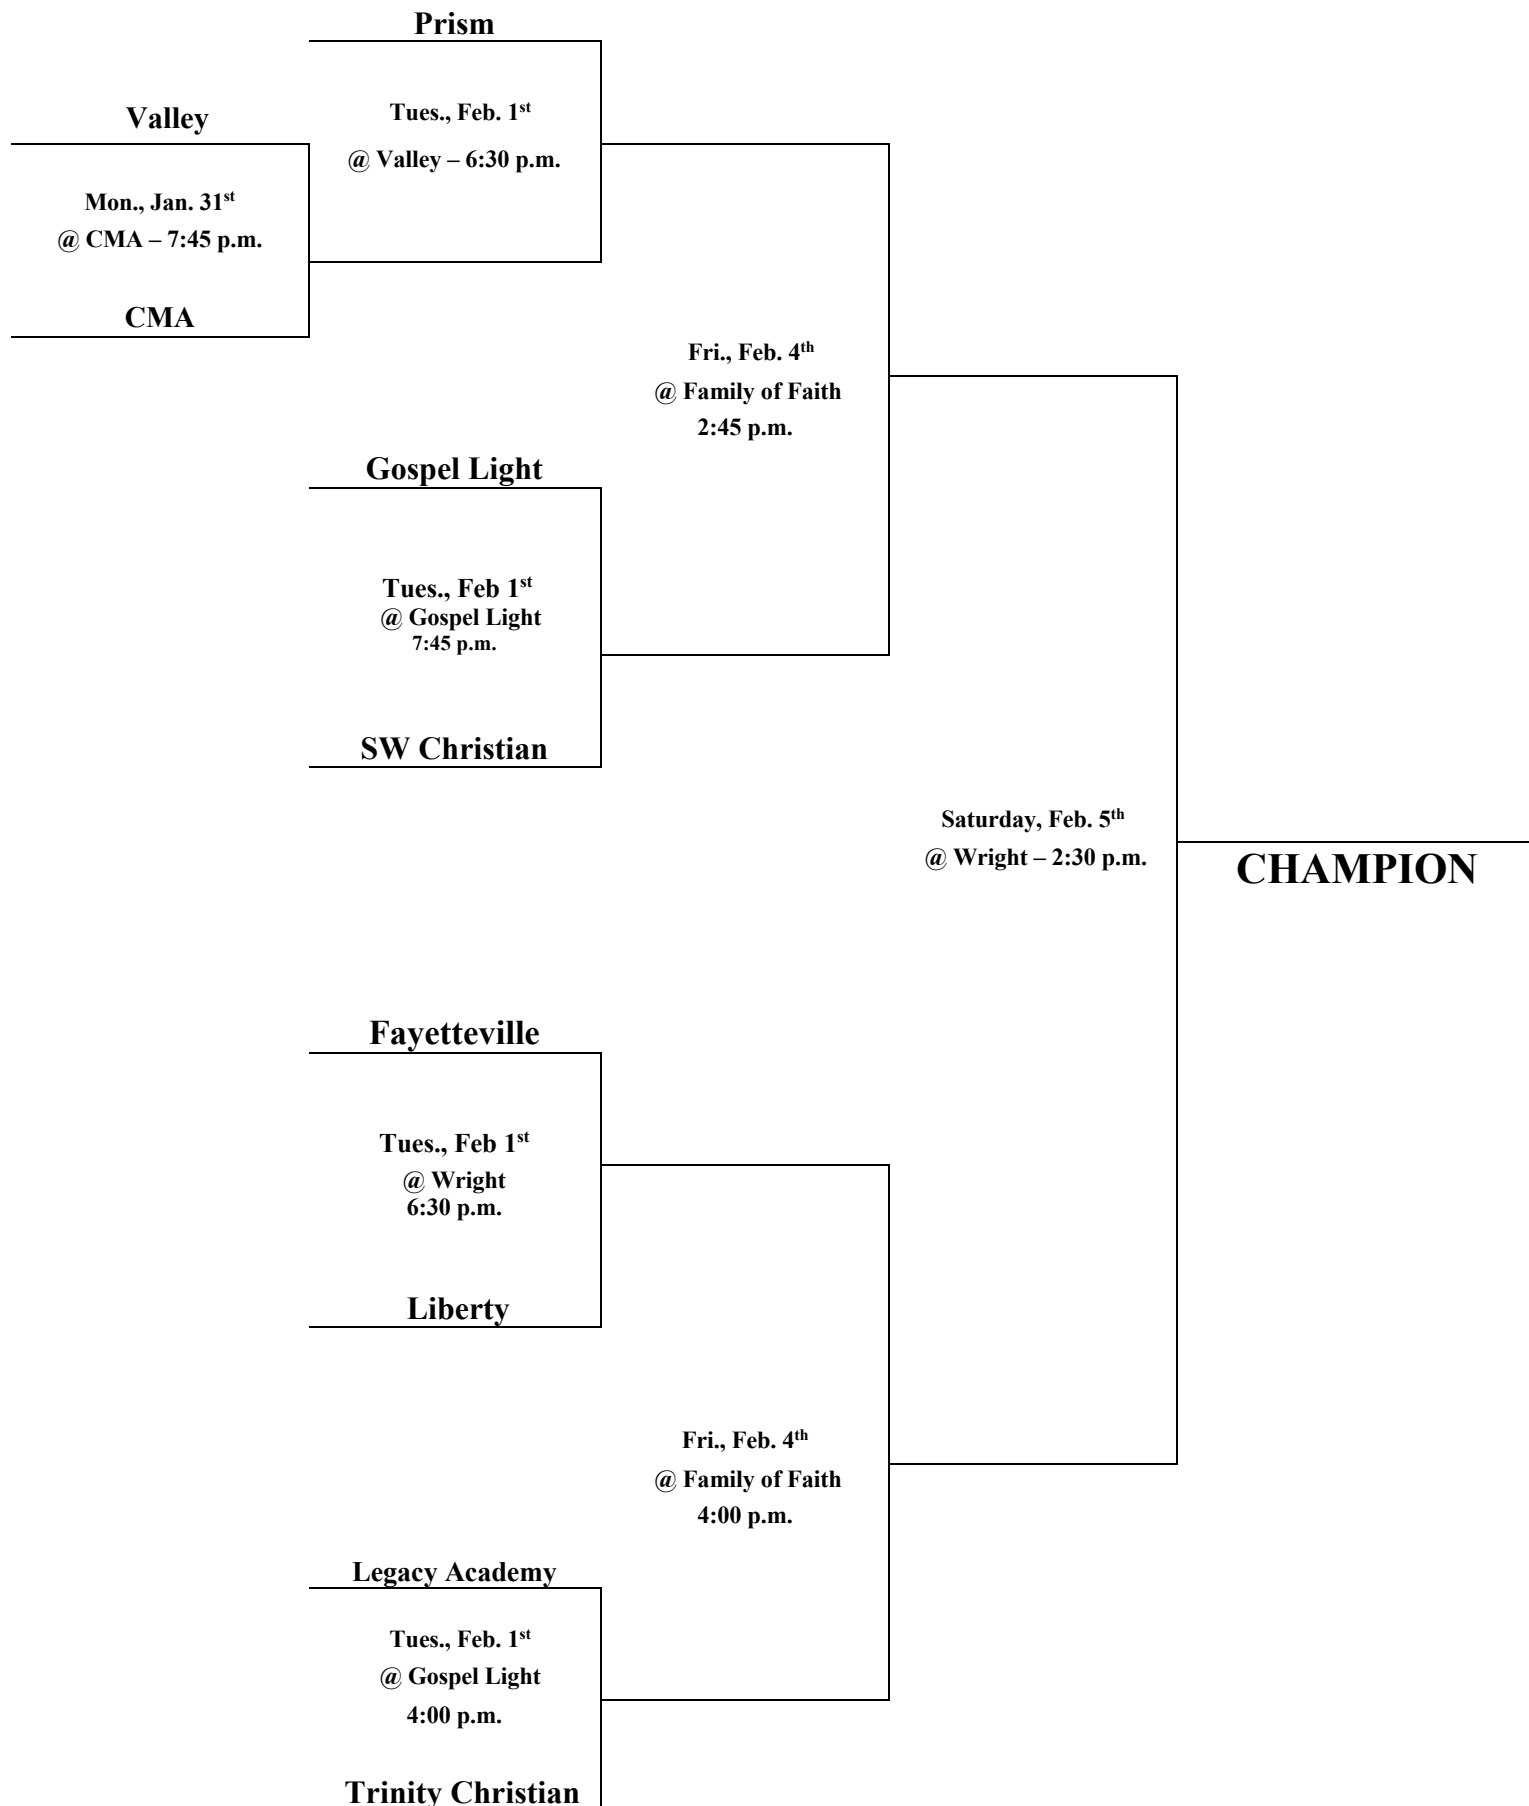 Prism
Valley
Tues., Feb. 1st
@ Valley – 6:30 p.m.
Mon., Jan. 31st
@ CMA – 7:45 p.m.
CMA
Fri., Feb. 4th
@ Family of Faith
2:45 p.m.
Gospel Light
Tues., Feb 1st
@ Gospel Light
7:45 p.m.
SW Christian
Saturday, Feb. 5th
@ Wright – 2:30 p.m.
CHAMPION
Fayetteville
Tues., Feb 1st
@ Wright
6:30 p.m.
Liberty
Fri., Feb. 4th
@ Family of Faith
4:00 p.m.
Legacy Academy
Tues., Feb. 1st
@ Gospel Light
4:00 p.m.
Trinity Christian